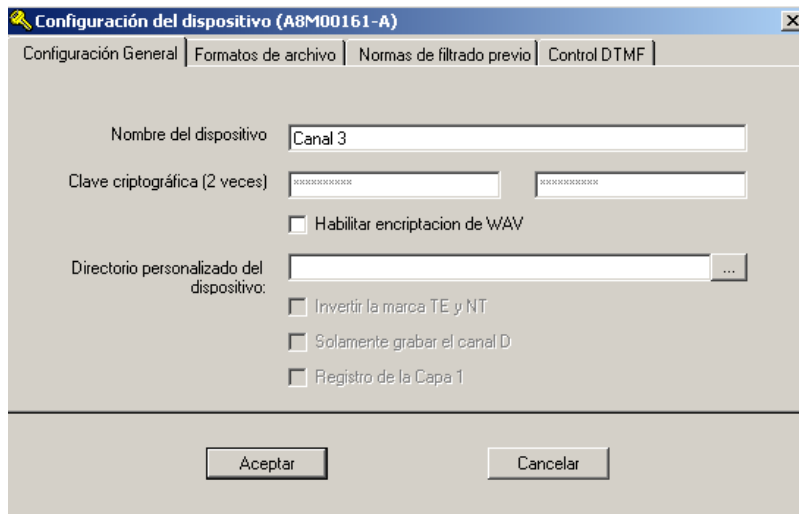 Configuración del dispositivo (A8M00161-A)
Configuración General Formatos de archivo Normas de filtrado previo Control DTMF
Nombre del dispositivo Canal 3
Clave criptográfica (2 veces) ********** **********
Habilitar encriptacion de WAV
Directorio personalizado del ...
dispositivo:
Invertir la marca TE y NT
Solamente grabar el canal D
Registro de la Capa 1
Aceptar Cancelar